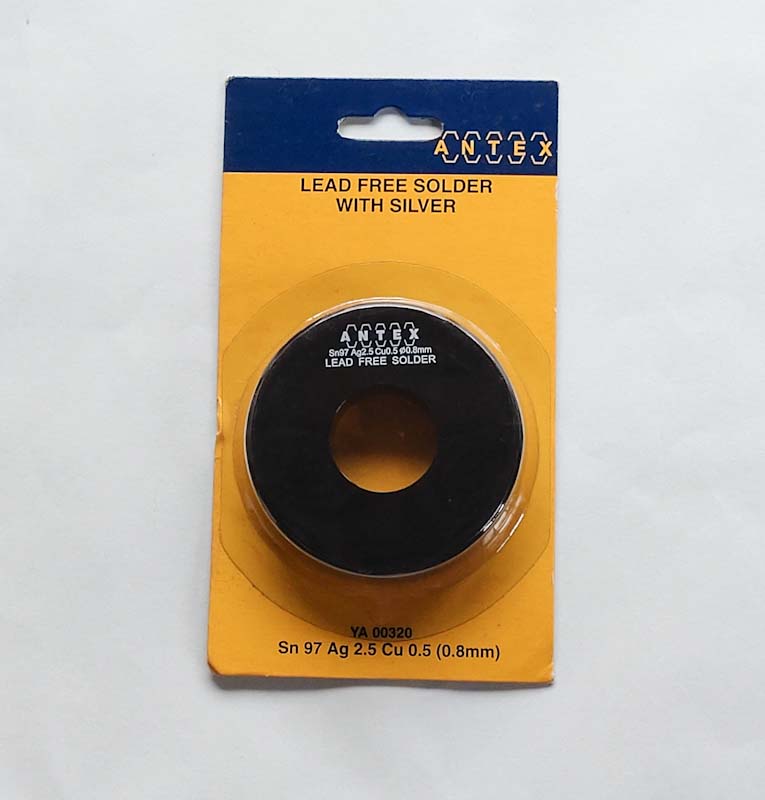 ANTEX
LEAD FREE SOLDER
WITH SILVER
ANTEX
Sn97 Ag2.5 Cu0.5 Ø0.8mm
LEAD FREE SOLDER
YA 00320
Sn 97 Ag 2.5 Cu 0.5 (0.8mm)